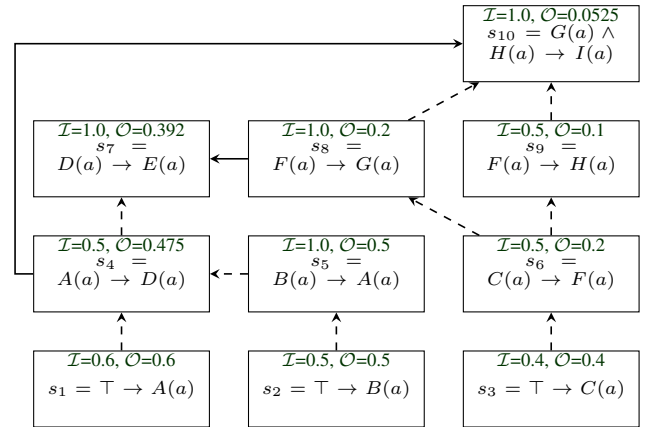 𝓘=1.0, 𝓞=0.0525
s₁₀ = G(a) ∧
H(a) → I(a)
𝓘=1.0, 𝓞=0.392
s₇ =
D(a) → E(a)
𝓘=1.0, 𝓞=0.2
s₈ =
F(a) → G(a)
𝓘=0.5, 𝓞=0.1
s₉ =
F(a) → H(a)
𝓘=0.5, 𝓞=0.475
s₄ =
A(a) → D(a)
𝓘=1.0, 𝓞=0.5
s₅ =
B(a) → A(a)
𝓘=0.5, 𝓞=0.2
s₆ =
C(a) → F(a)
𝓘=0.6, 𝓞=0.6
s₁ = ⊤ → A(a)
𝓘=0.5, 𝓞=0.5
s₂ = ⊤ → B(a)
𝓘=0.4, 𝓞=0.4
s₃ = ⊤ → C(a)